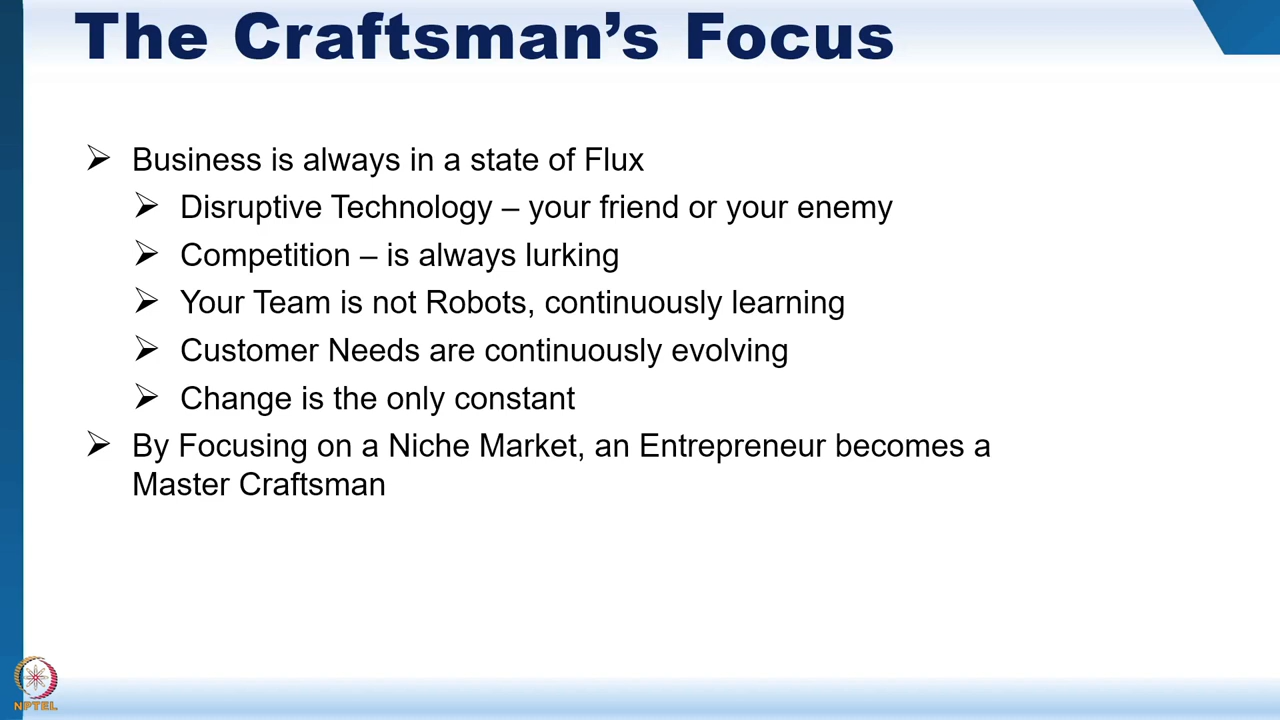 The Craftsman’s Focus
Business is always in a state of Flux
Disruptive Technology – your friend or your enemy
Competition – is always lurking
Your Team is not Robots, continuously learning
Customer Needs are continuously evolving
Change is the only constant
By Focusing on a Niche Market, an Entrepreneur becomes a
Master Craftsman
NPTEL